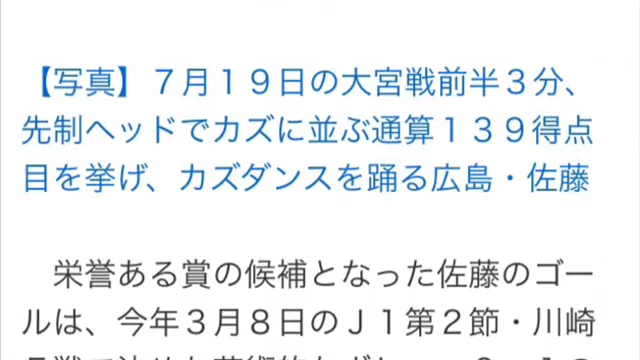 【写真】７月１９日の大宮戦前半３分、
先制ヘッドでカズに並ぶ通算１３９得点
目を挙げ、カズダンスを踊る広島・佐藤
栄誉ある賞の候補となった佐藤のゴー
ルは、今年３月８日のＪ１第２節・川崎